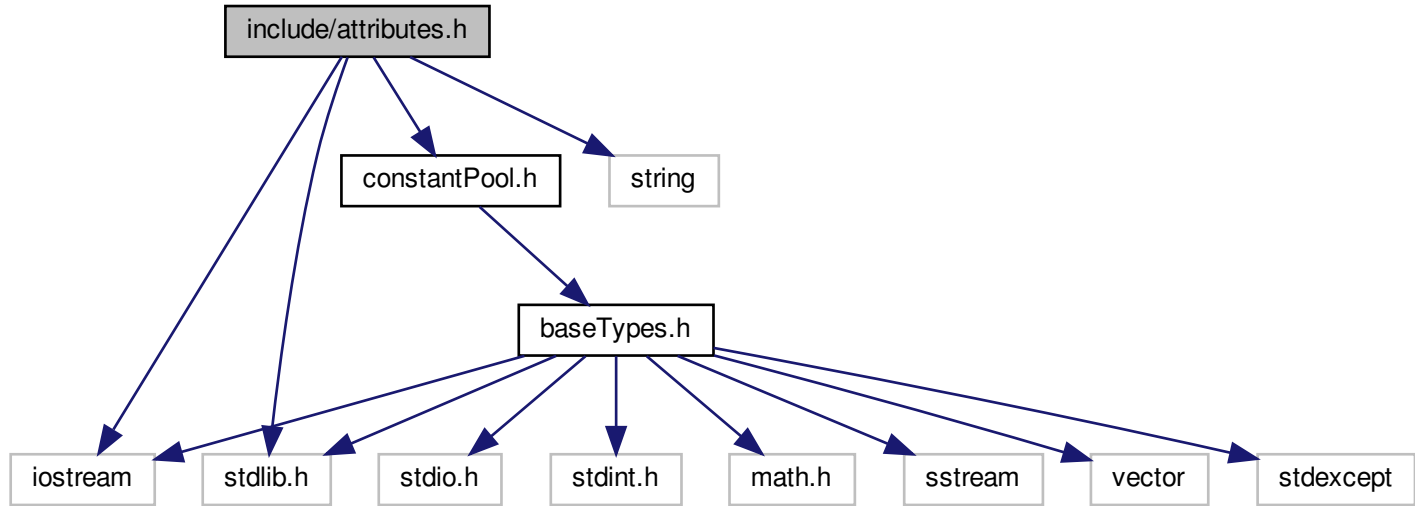 include/attributes.h
constantPool.h
string
baseTypes.h
iostream
stdlib.h
stdio.h
stdint.h
math.h
sstream
vector
stdexcept